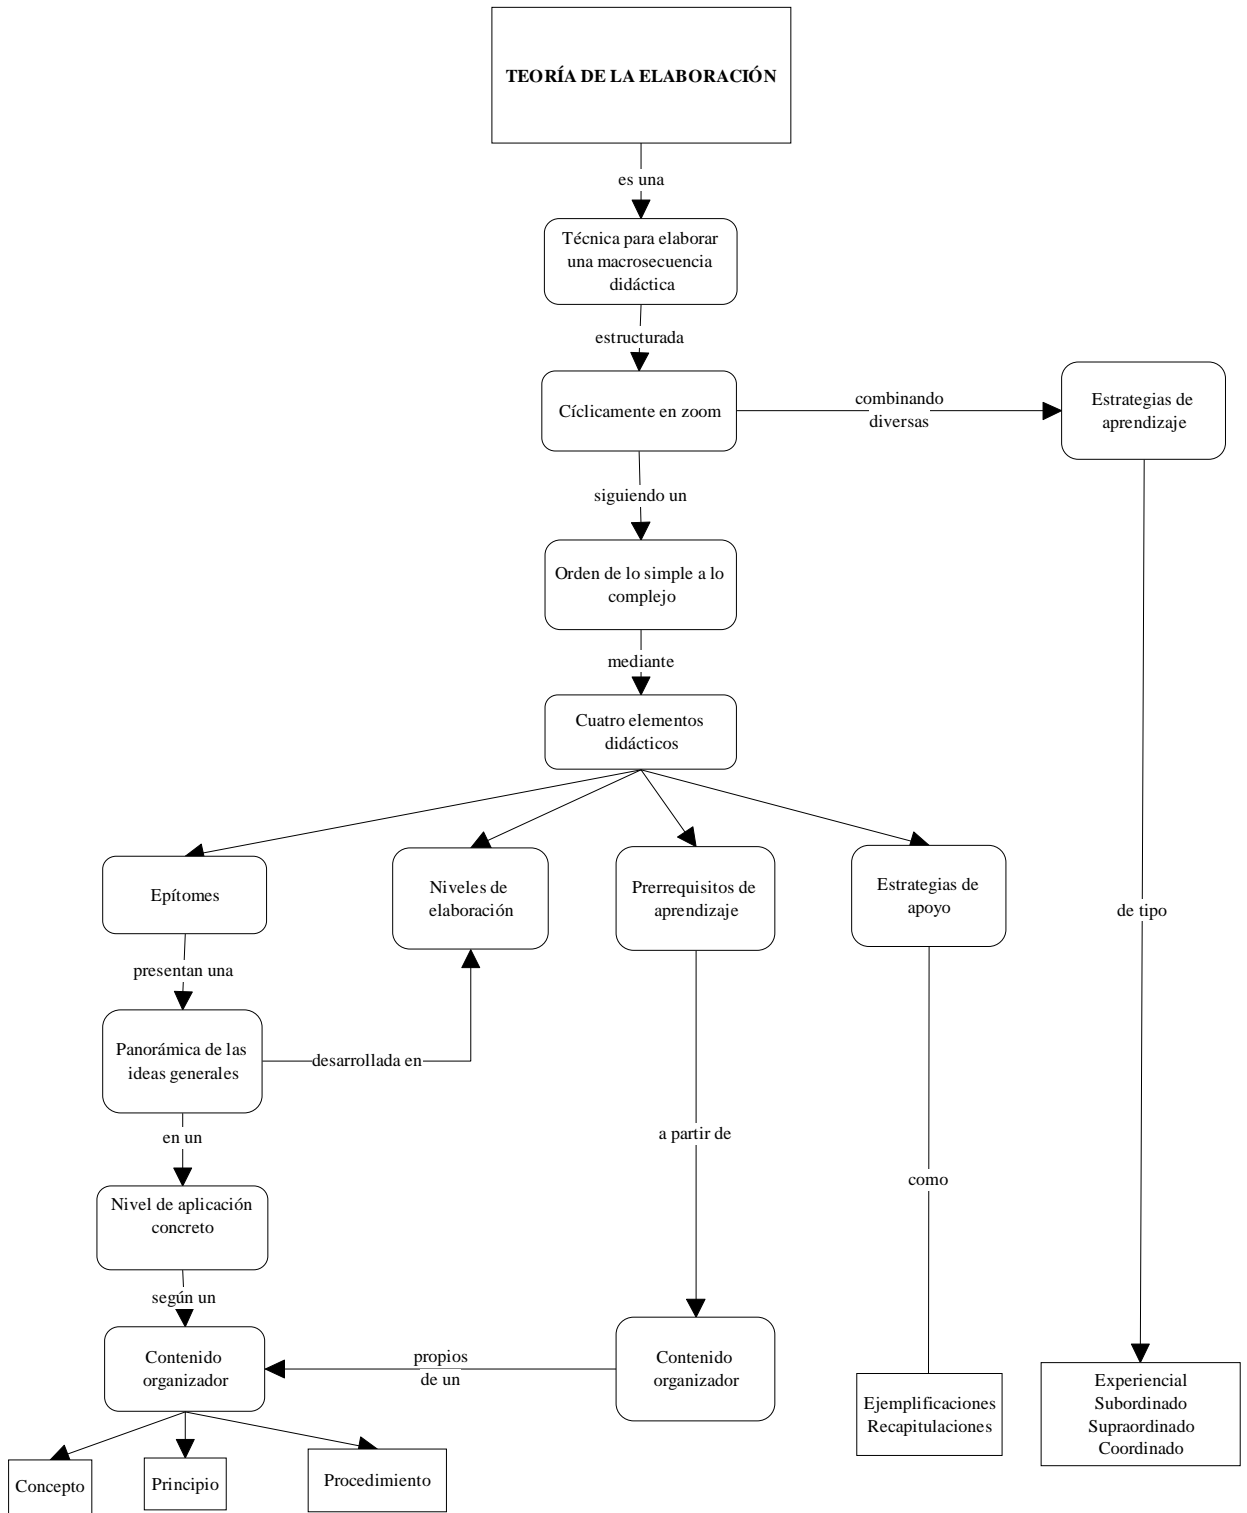 TEORÍA DE LA ELABORACIÓN
es una
Técnica para elaborar
una macrosecuencia
didáctica
estructurada
Cíclicamente en zoom
combinando
diversas
Estrategias de
aprendizaje
siguiendo un
Orden de lo simple a lo
complejo
mediante
Cuatro elementos
didácticos
Epítomes
Niveles de
elaboración
Prerrequisitos de
aprendizaje
Estrategias de
apoyo
de tipo
presentan una
Panorámica de las
ideas generales
desarrollada en
en un
a partir de
como
Nivel de aplicación
concreto
según un
Contenido
organizador
propios
de un
Contenido
organizador
Ejemplificaciones
Recapitulaciones
Experiencial
Subordinado
Supraordinado
Coordinado
Concepto
Principio
Procedimiento